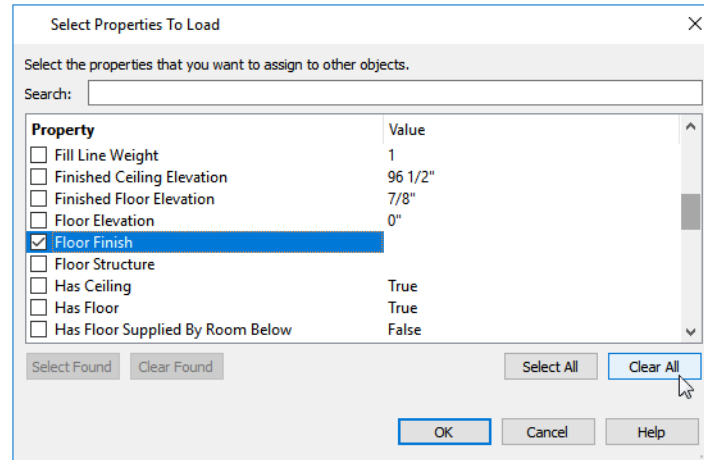 Select Properties To Load
Select the properties that you want to assign to other objects.
Search:
Property Value
Fill Line Weight 1
Finished Ceiling Elevation 96 1/2"
Finished Floor Elevation 7/8"
Floor Elevation 0"
Floor Finish
Floor Structure
Has Ceiling True
Has Floor True
Has Floor Supplied By Room Below False
Select Found Clear Found Select All Clear All
OK Cancel Help